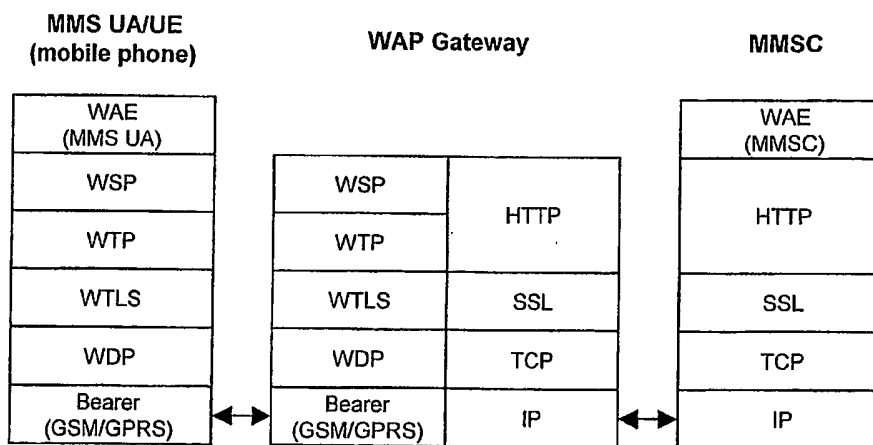 MMS UA/UE
(mobile phone)
WAP Gateway
MMSC
WAE
(MMS UA)
WSP
WTP
WTLS
WDP
Bearer
(GSM/GPRS)
WSP
WTP
WTLS
WDP
Bearer
(GSM/GPRS)
HTTP
SSL
TCP
IP
WAE
(MMSC)
HTTP
SSL
TCP
IP